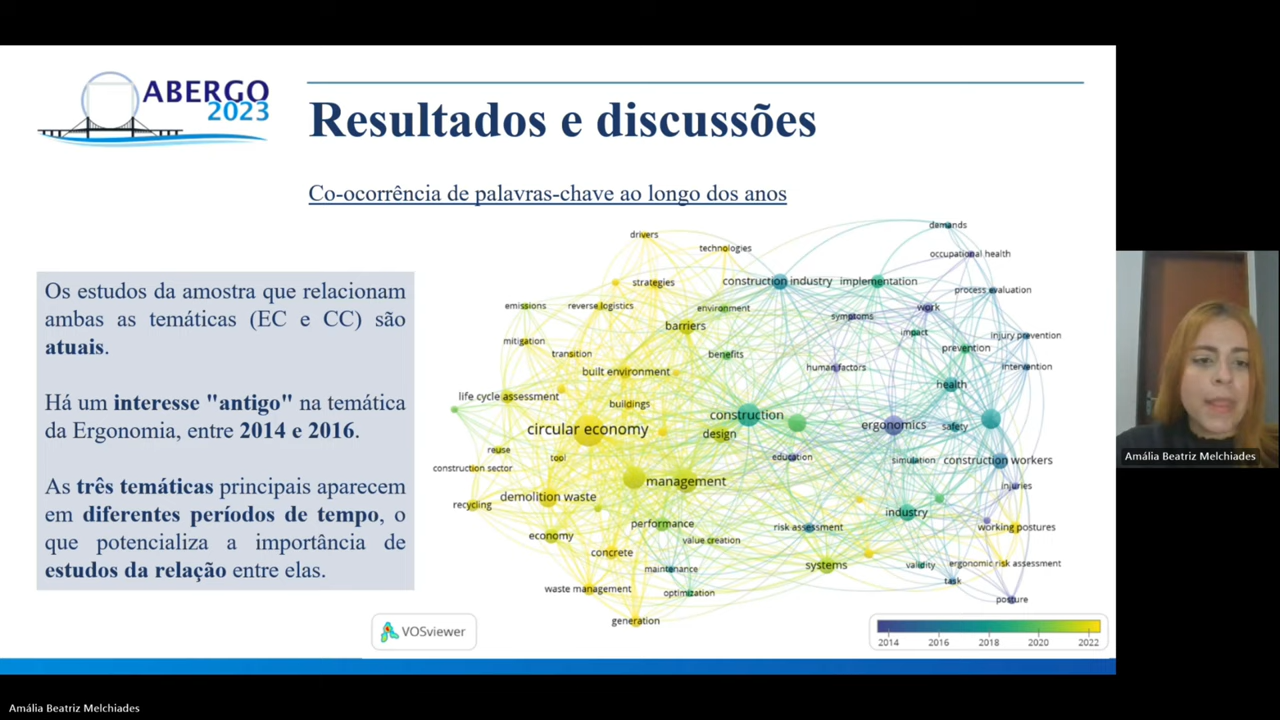 ABERGO
2023
Resultados e discussões
Co-ocorrência de palavras-chave ao longo dos anos
Os estudos da amostra que relacionam
ambas as temáticas (EC e CC) são
atuais.
Há um interesse "antigo" na temática
da Ergonomia, entre 2014 e 2016.
As três temáticas principais aparecem
em diferentes períodos de tempo, o
que potencializa a importância de
estudos da relação entre elas.
demands
drivers
technologies
occupational health
strategies
construction industry
implementation
process evaluation
emissions
reverse logistics
environment
symptoms
work
barriers
impact
injury prevention
mitigation
transition
benefits
prevention
human factors
intervention
built environment
health
life cycle assessment
buildings
construction
circular economy
design
ergonomics
safety
reuse
tool
education
simulation
construction workers
construction sector
management
injuries
recycling
demolition waste
industry
performance
risk assessment
working postures
economy
value creation
concrete
maintenance
systems
validity
ergonomic risk assessment
task
waste management
optimization
posture
generation
VOSviewer
2014
2016
2018
2020
2022
Amália Beatriz Melchiades
Amália Beatriz Melchiades